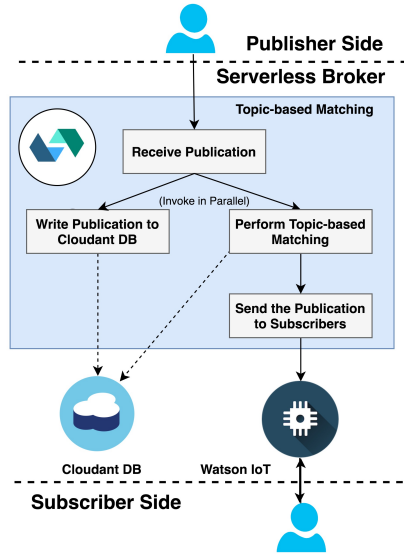 Publisher Side
Serverless Broker
Topic-based Matching
Receive Publication
(Invoke in Parallel)
Write Publication to
Cloudant DB
Perform Topic-based
Matching
Send the Publication
to Subscribers
Cloudant DB
Watson IoT
Subscriber Side